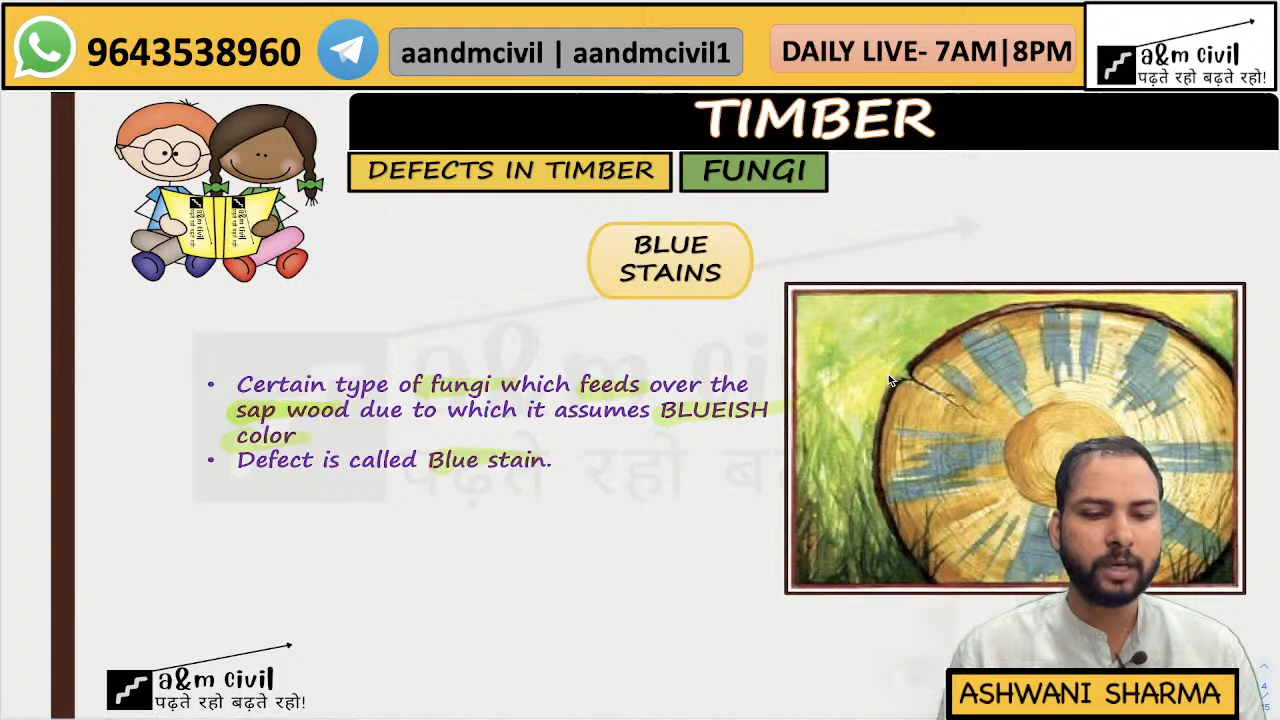 9643538960
aandmcivil | aandmcivil1
DAILY LIVE- 7AM|8PM
a&m civil
पढ़ते रहो बढ़ते रहो!
TIMBER
DEFECTS IN TIMBER
FUNGI
BLUE
STAINS
• Certain type of fungi which feeds over the
sap wood due to which it assumes BLUEISH
color
• Defect is called Blue stain.
a&m civil
पढ़ते रहो बढ़ते रहो!
ASHWANI SHARMA